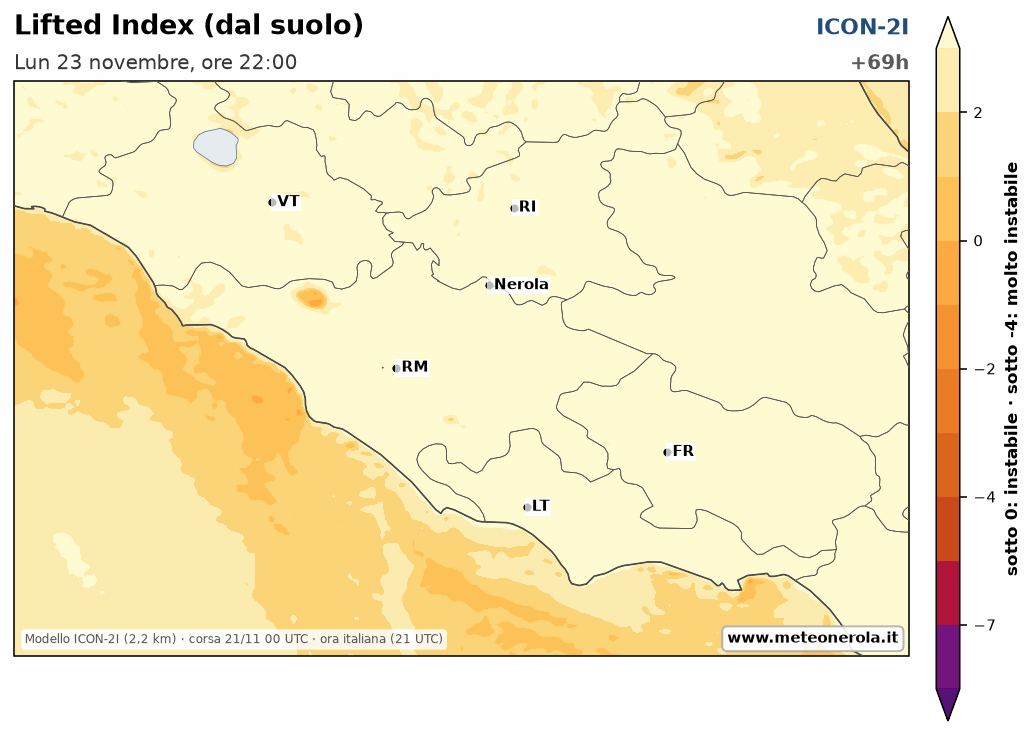 Lifted Index (dal suolo)
ICON-2I
Lun 23 novembre, ore 22:00
+69h
VT
RI
Nerola
RM
FR
LT
2
0
−2
−4
−7
sotto 0: instabile · sotto -4: molto instabile
Modello ICON-2I (2,2 km) · corsa 21/11 00 UTC · ora italiana (21 UTC)
www.meteonerola.it